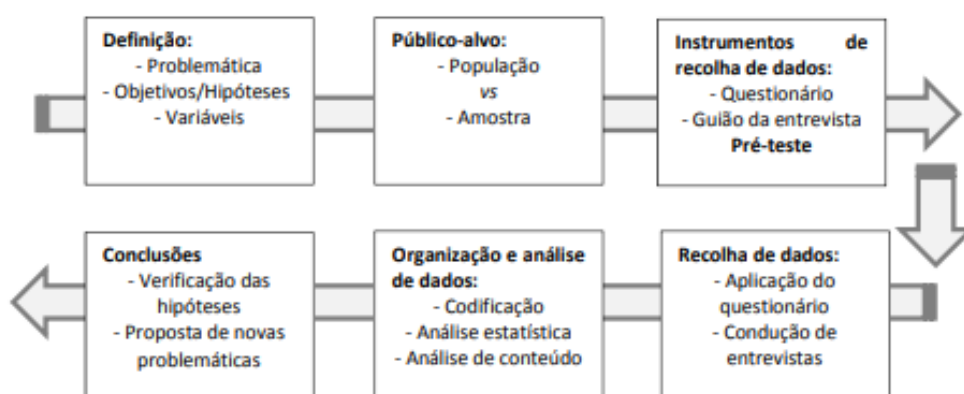 Definição:
- Problemática
- Objetivos/Hipóteses
- Variáveis
Público-alvo:
- População
vs
- Amostra
Instrumentos de
recolha de dados:
- Questionário
- Guião da entrevista
Pré-teste
Recolha de dados:
- Aplicação do
questionário
- Condução de
entrevistas
Organização e análise
de dados:
- Codificação
- Análise estatística
- Análise de conteúdo
Conclusões
- Verificação das
hipóteses
- Proposta de novas
problemáticas